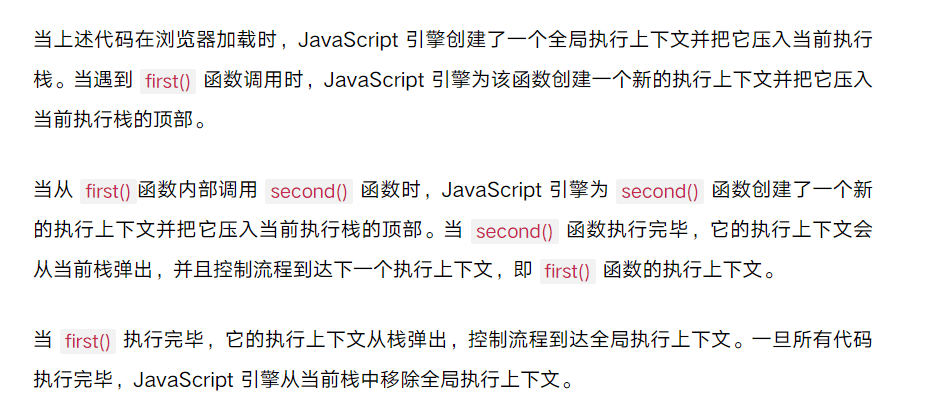 当上述代码在浏览器加载时，JavaScript 引擎创建了一个全局执行上下文并把它压入当前执行
栈。当遇到 first() 函数调用时，JavaScript 引擎为该函数创建一个新的执行上下文并把它压入
当前执行栈的顶部。
当从 first() 函数内部调用 second() 函数时，JavaScript 引擎为 second() 函数创建了一个新
的执行上下文并把它压入当前执行栈的顶部。当 second() 函数执行完毕，它的执行上下文会
从当前栈弹出，并且控制流程到达下一个执行上下文，即 first() 函数的执行上下文。
当 first() 执行完毕，它的执行上下文从栈弹出，控制流程到达全局执行上下文。一旦所有代码
执行完毕，JavaScript 引擎从当前栈中移除全局执行上下文。